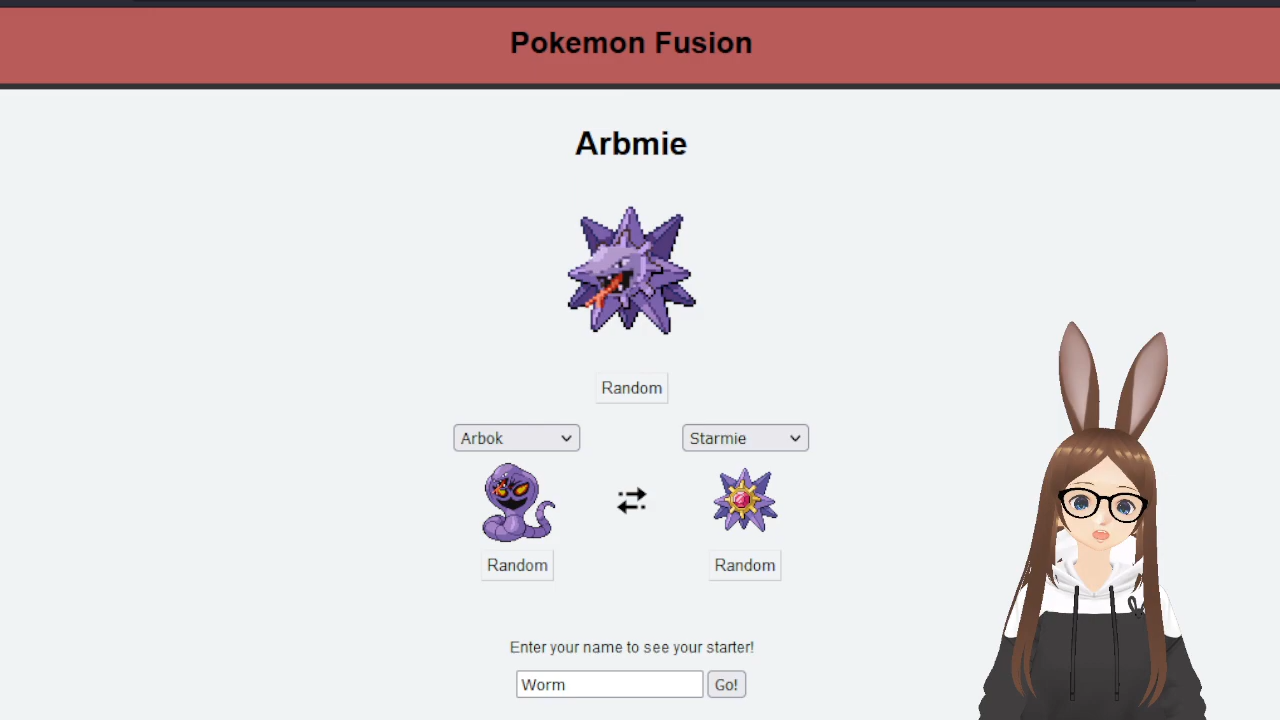 Pokemon Fusion
Arbmie
Random
Arbok
Starmie
Random
Random
Enter your name to see your starter!
Worm
Go!